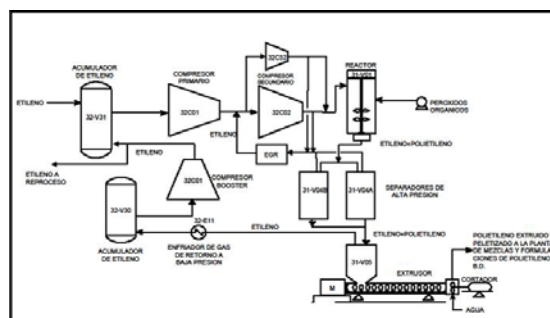 ACUMULADOR
DE ETILENO
ETILENO
32-V31
ETILENO A
REPROCESO
ETILENO
COMPRESOR
PRIMARIO
32C01
ETILENO
32C02
COMPRESOR
SECUNDARIO
32C02
EGR
REACTOR
31-V01
PEROXIDOS
ORGANICOS
ETILENO+POLIETILENO
31-V04B
31-V04A
SEPARADORES DE
ALTA PRESION
32C01
COMPRESOR
BOOSTER
32-V30
ACUMULADOR
DE ETILENO
32-E11
ENFRIADOR DE GAS
DE RETORNO A
BAJA PRESION
ETILENO
ETILENO+POLIETILENO
31-V05
M
EXTRUSOR
POLIETILENO EXTRUIDO
PELETIZADO A LA PLANTA
DE MEZCLAS Y FORMULA
CIONES DE POLIETILENO
B.D.
CORTADOR
AGUA